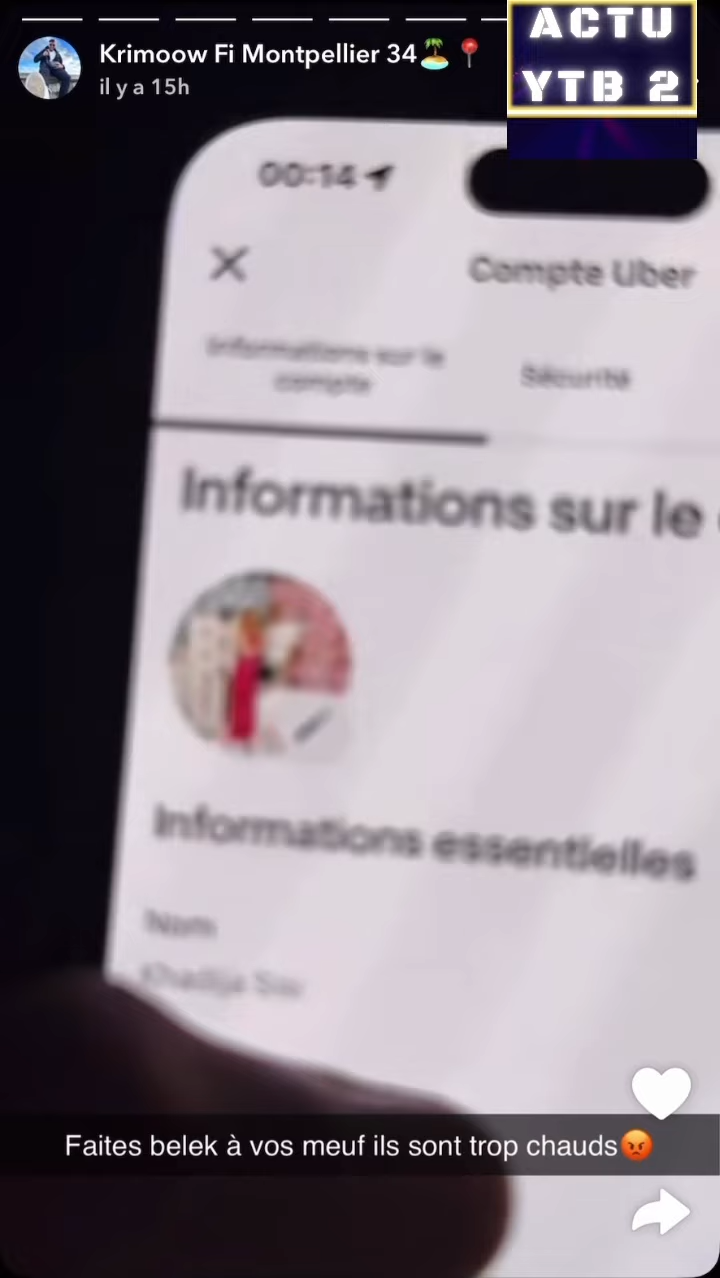 ACTU
YTB 2
Krimoow Fi Montpellier 34🏝️📍
il y a 15h
00:14
Compte Uber
Informations sur le
compte
Sécurité
Informations sur le
Informations essentielles
Nom
Khadija
Faites belek à vos meuf ils sont trop chauds😡